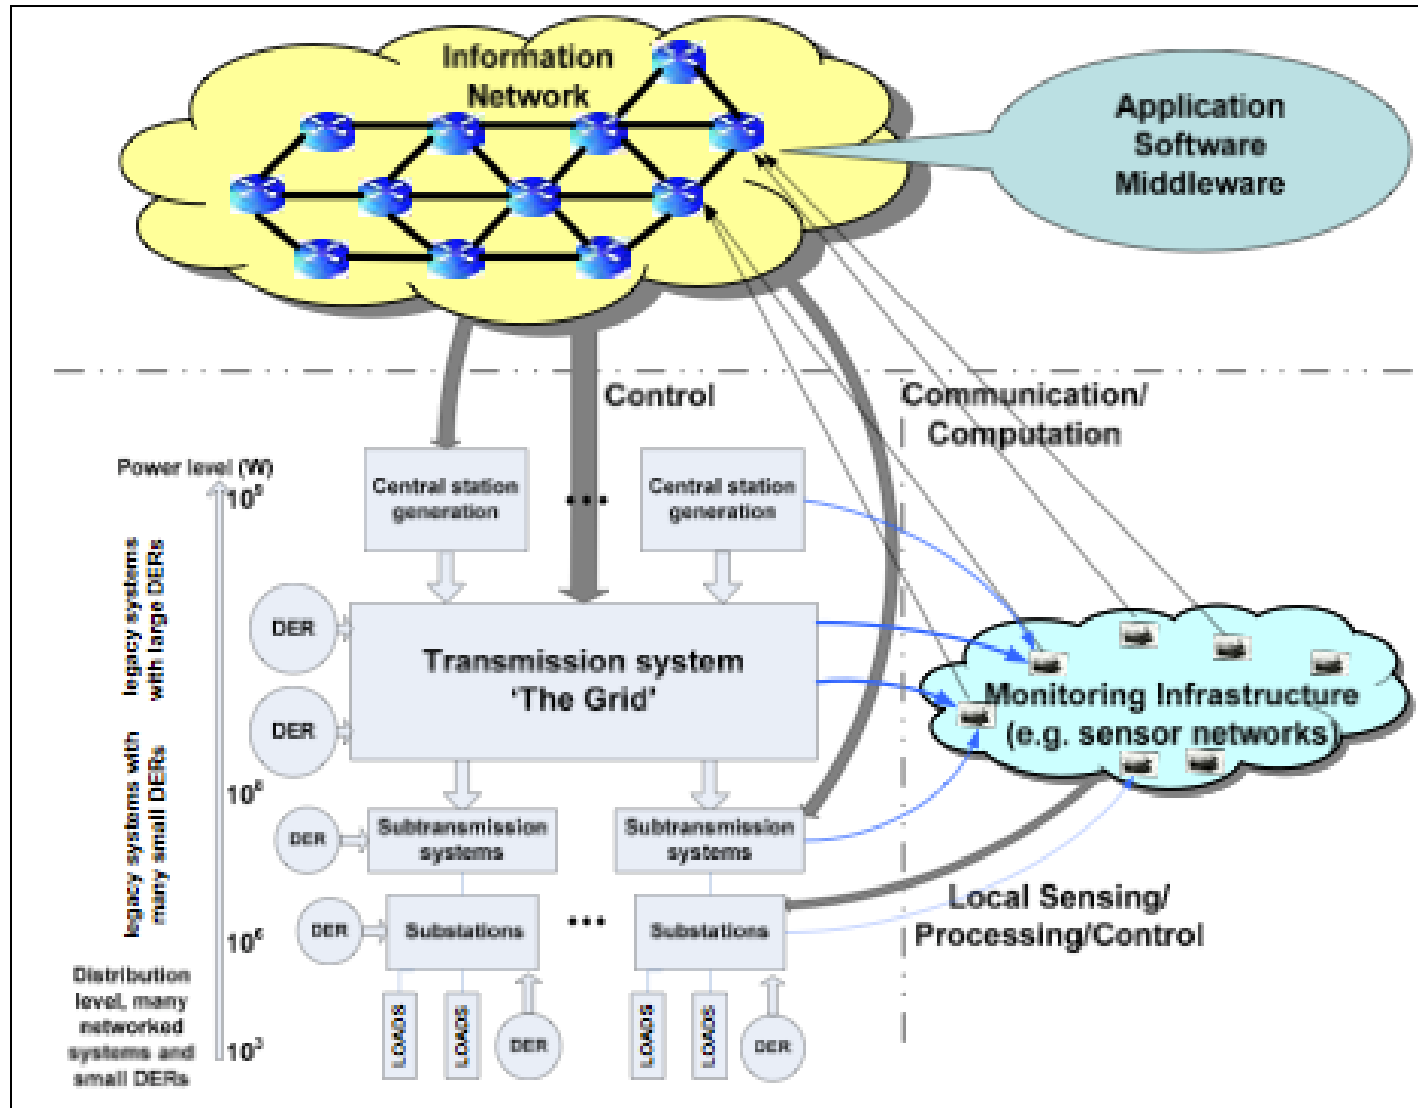 Information
Network
Application
Software
Middleware
Control
Communication/
Computation
Power level (W)
10⁹
Central station
generation
...
Central station
generation
legacy systems
with large DERs
DER
DER
Transmission system
‘The Grid’
Monitoring Infrastructure
(e.g. sensor networks)
10⁸
legacy systems with
many small DERs
DER
Subtransmission
systems
Subtransmission
systems
DER
Substations
...
Substations
Local Sensing/
Processing/Control
10⁶
Distribution
level, many
networked
systems and
small DERs
10³
LOADS
LOADS
DER
LOADS
LOADS
DER